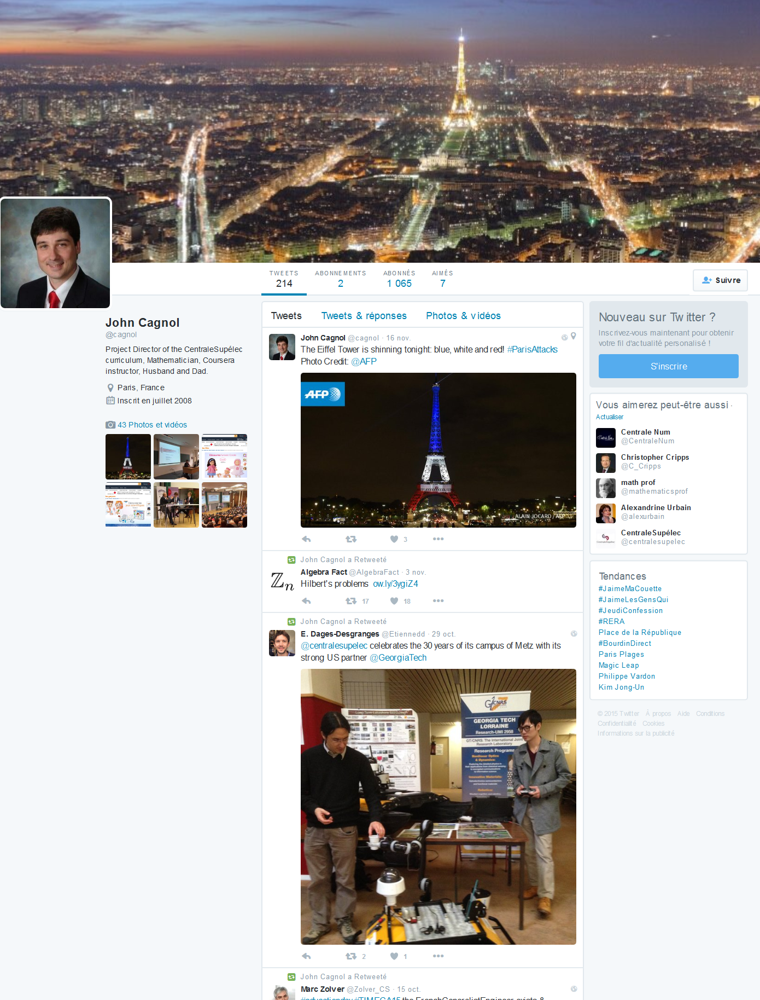 TWEETS
214
ABONNEMENTS
2
ABONNÉS
1 065
AIMÉS
7
Suivre
John Cagnol
@cagnol
Project Director of the CentraleSupélec
curriculum, Mathematician, Coursera
instructor, Husband and Dad.
Paris, France
Inscrit en juillet 2008
43 Photos et vidéos
Tweets Tweets & réponses Photos & vidéos
John Cagnol @cagnol · 16 nov.
The Eiffel Tower is shinning tonight: blue, white and red! #ParisAttacks
Photo Credit: @AFP
AFP
ALAIN JOCARD / AFP
3
John Cagnol a Retweeté
Algebra Fact @AlgebraFact · 3 nov.
ℤn
Hilbert's problems ow.ly/3ygiZ4
17 18
John Cagnol a Retweeté
E. Dages-Desgranges @Etiennedd · 29 oct.
@centralesupelec celebrates the 30 years of its campus of Metz with its
strong US partner @GeorgiaTech
CNRS
GEORGIA TECH
LORRAINE
Research-UMI 2958
GT/CNRS: The International Joint
Research Laboratory
Research Programs
Nonlinear Optics
& Dynamics:
Innovative Materials:
Robotics:
2 1
John Cagnol a Retweeté
Marc Zolver @Zolver_CS · 15 oct.
#educationday #TIMEGA15 the FrenchGeneralistEngineer exists &
Nouveau sur Twitter ?
Inscrivez-vous maintenant pour obtenir
votre fil d'actualité personalisé !
S'inscrire
Vous aimerez peut-être aussi ·
Actualiser
Centrale Num
@CentraleNum
Christopher Cripps
@C_Cripps
math prof
@mathematicsprof
Alexandrine Urbain
@alexurbain
CentraleSupélec
@centralesupelec
Tendances
#JaimeMaCouette
#JaimeLesGensQui
#JeudiConfession
#RERA
Place de la République
#BourdinDirect
Paris Plages
Magic Leap
Philippe Vardon
Kim Jong-Un
© 2015 Twitter À propos Aide Conditions
Confidentialité Cookies
Informations sur la publicité